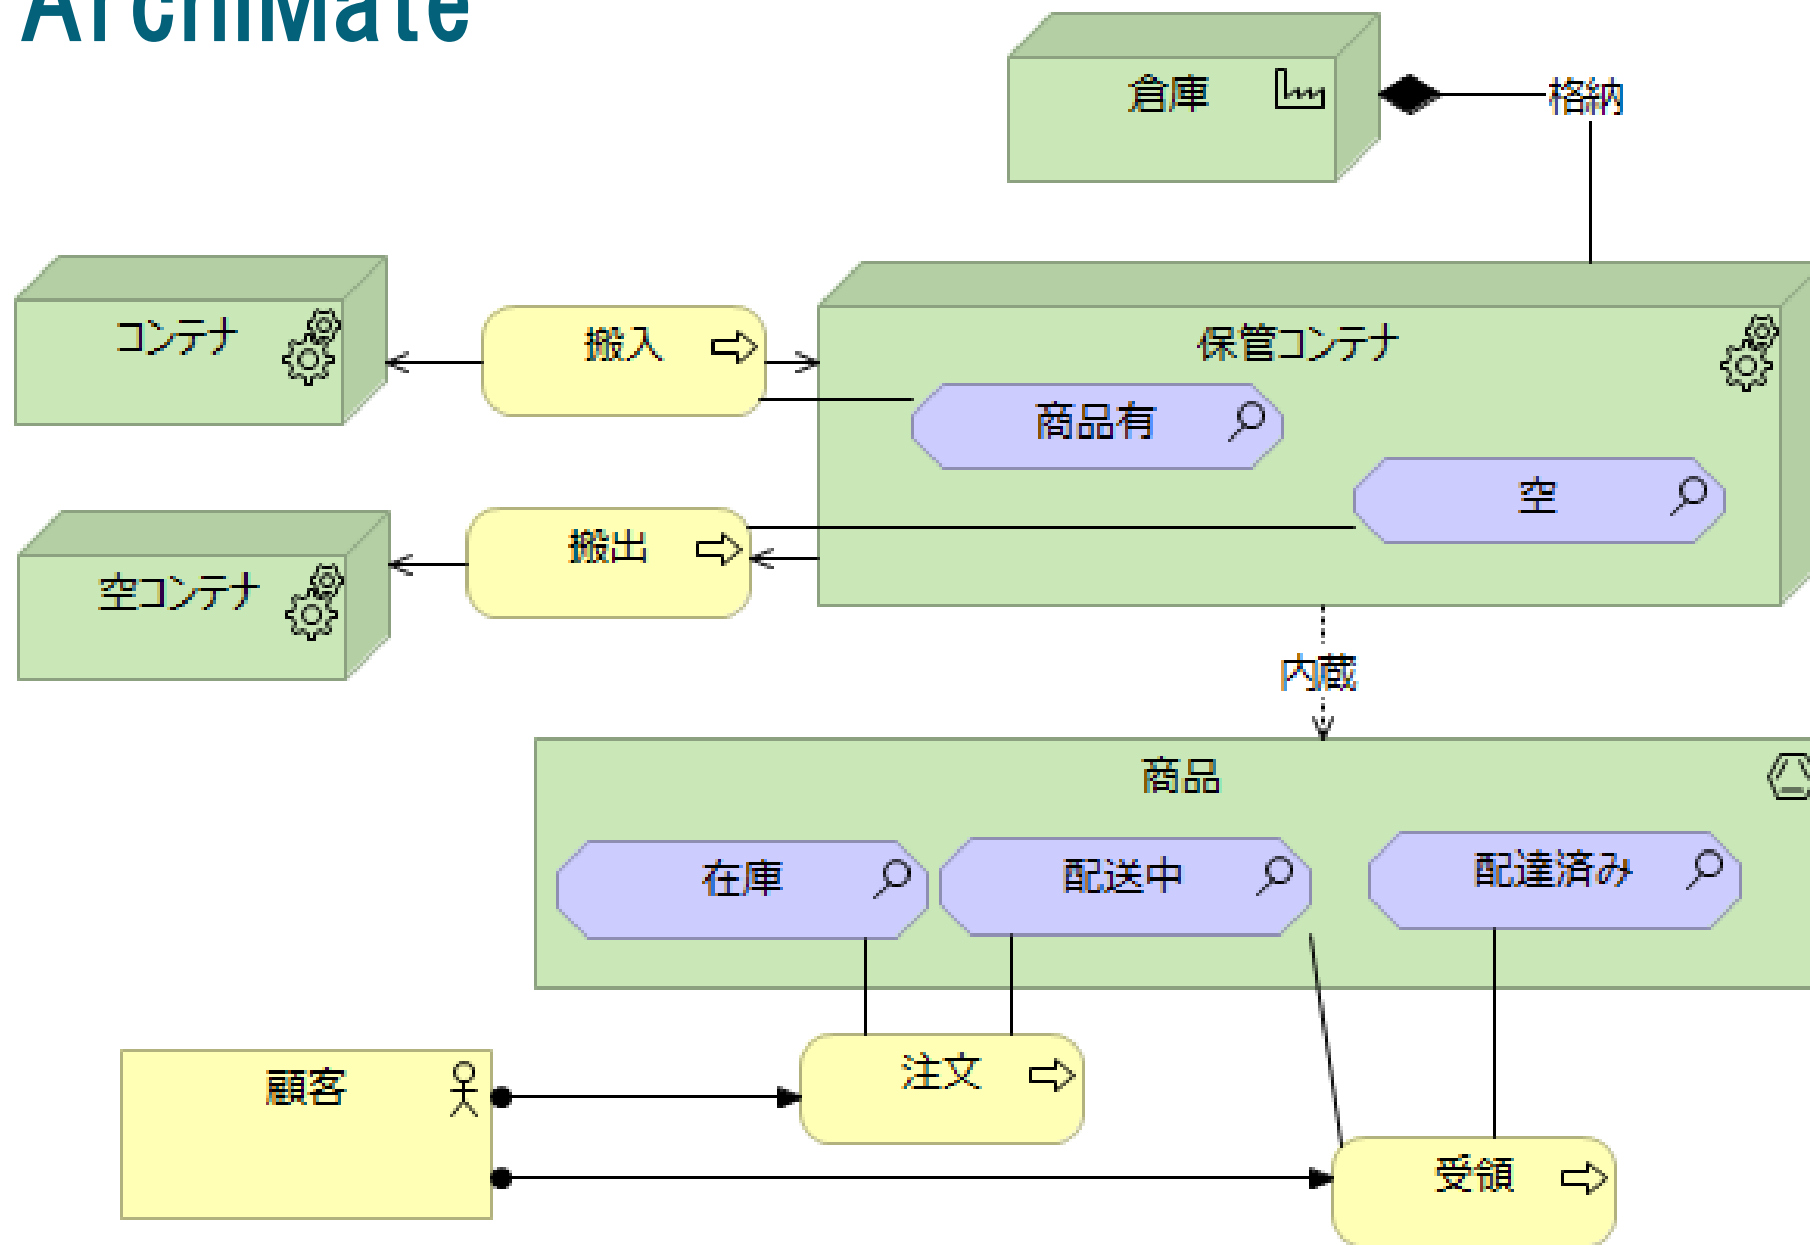 ArchiMate
倉庫
格納
コンテナ
搬入
保管コンテナ
商品有
空
搬出
空コンテナ
内蔵
商品
在庫
配送中
配達済み
顧客
注文
受領